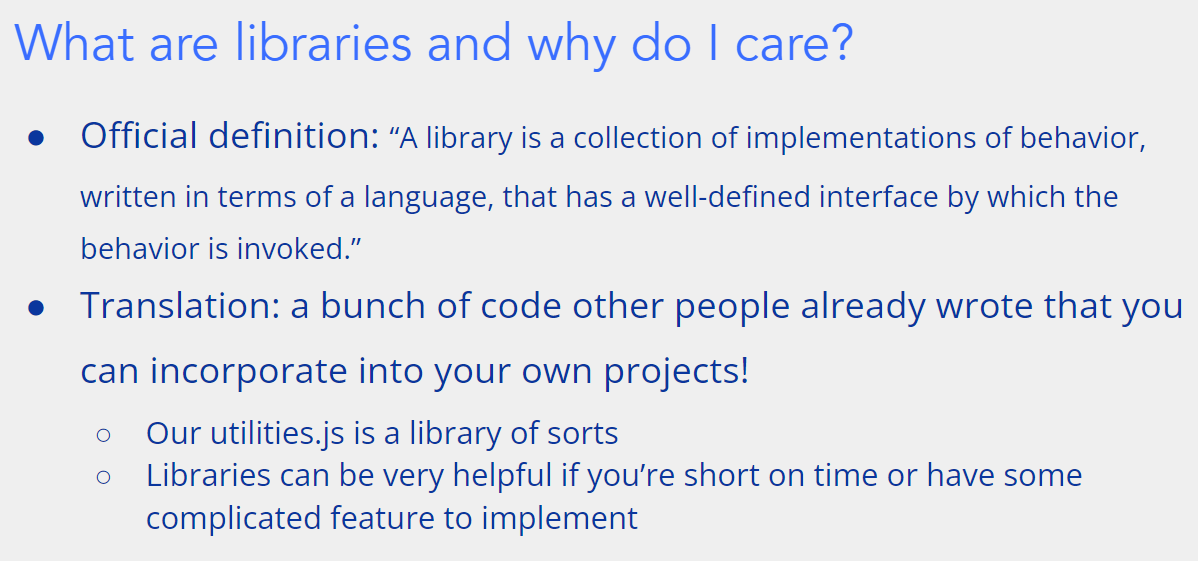 What are libraries and why do I care?
● Official definition: “A library is a collection of implementations of behavior,
written in terms of a language, that has a well-defined interface by which the
behavior is invoked.”
● Translation: a bunch of code other people already wrote that you
can incorporate into your own projects!
○ Our utilities.js is a library of sorts
○ Libraries can be very helpful if you’re short on time or have some
complicated feature to implement